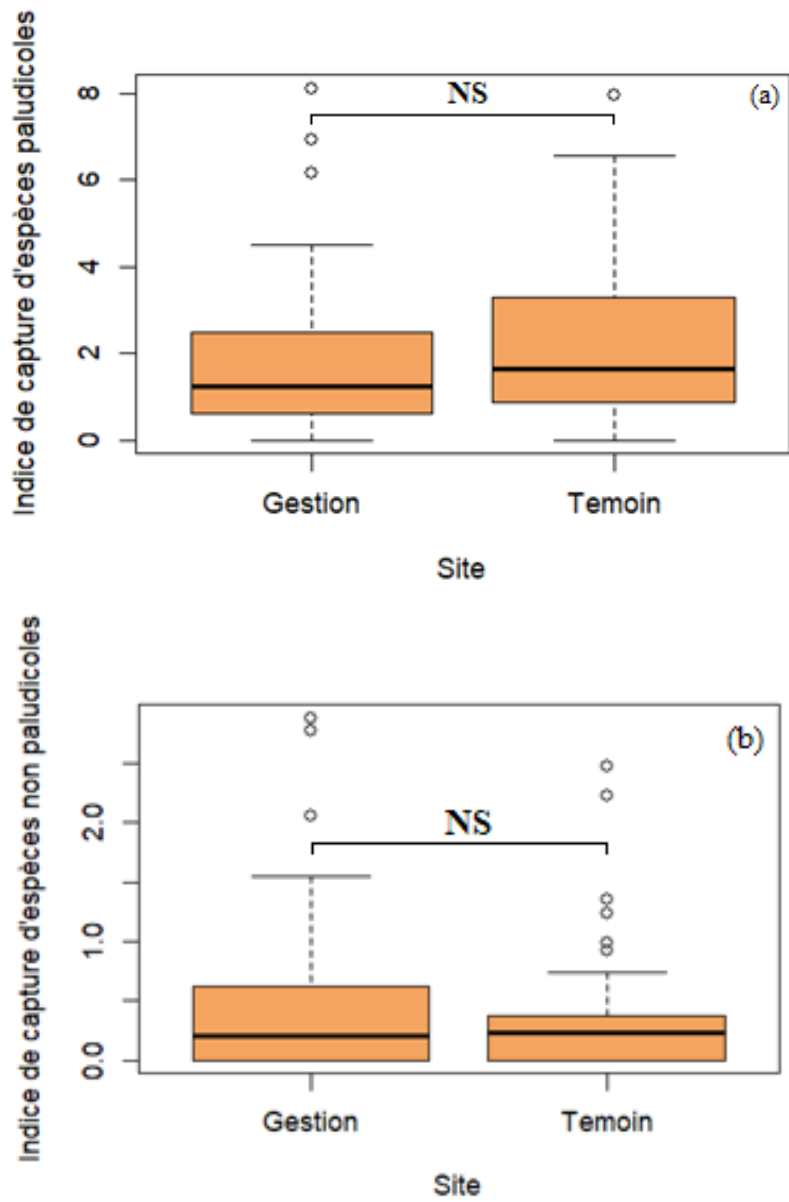 Indice de capture d'espèces paludicoles
8
6
4
2
0
NS
(a)
Gestion
Temoin
Site
Indice de capture d'espèces non paludicoles
2.0
1.0
0.0
NS
(b)
Gestion
Temoin
Site